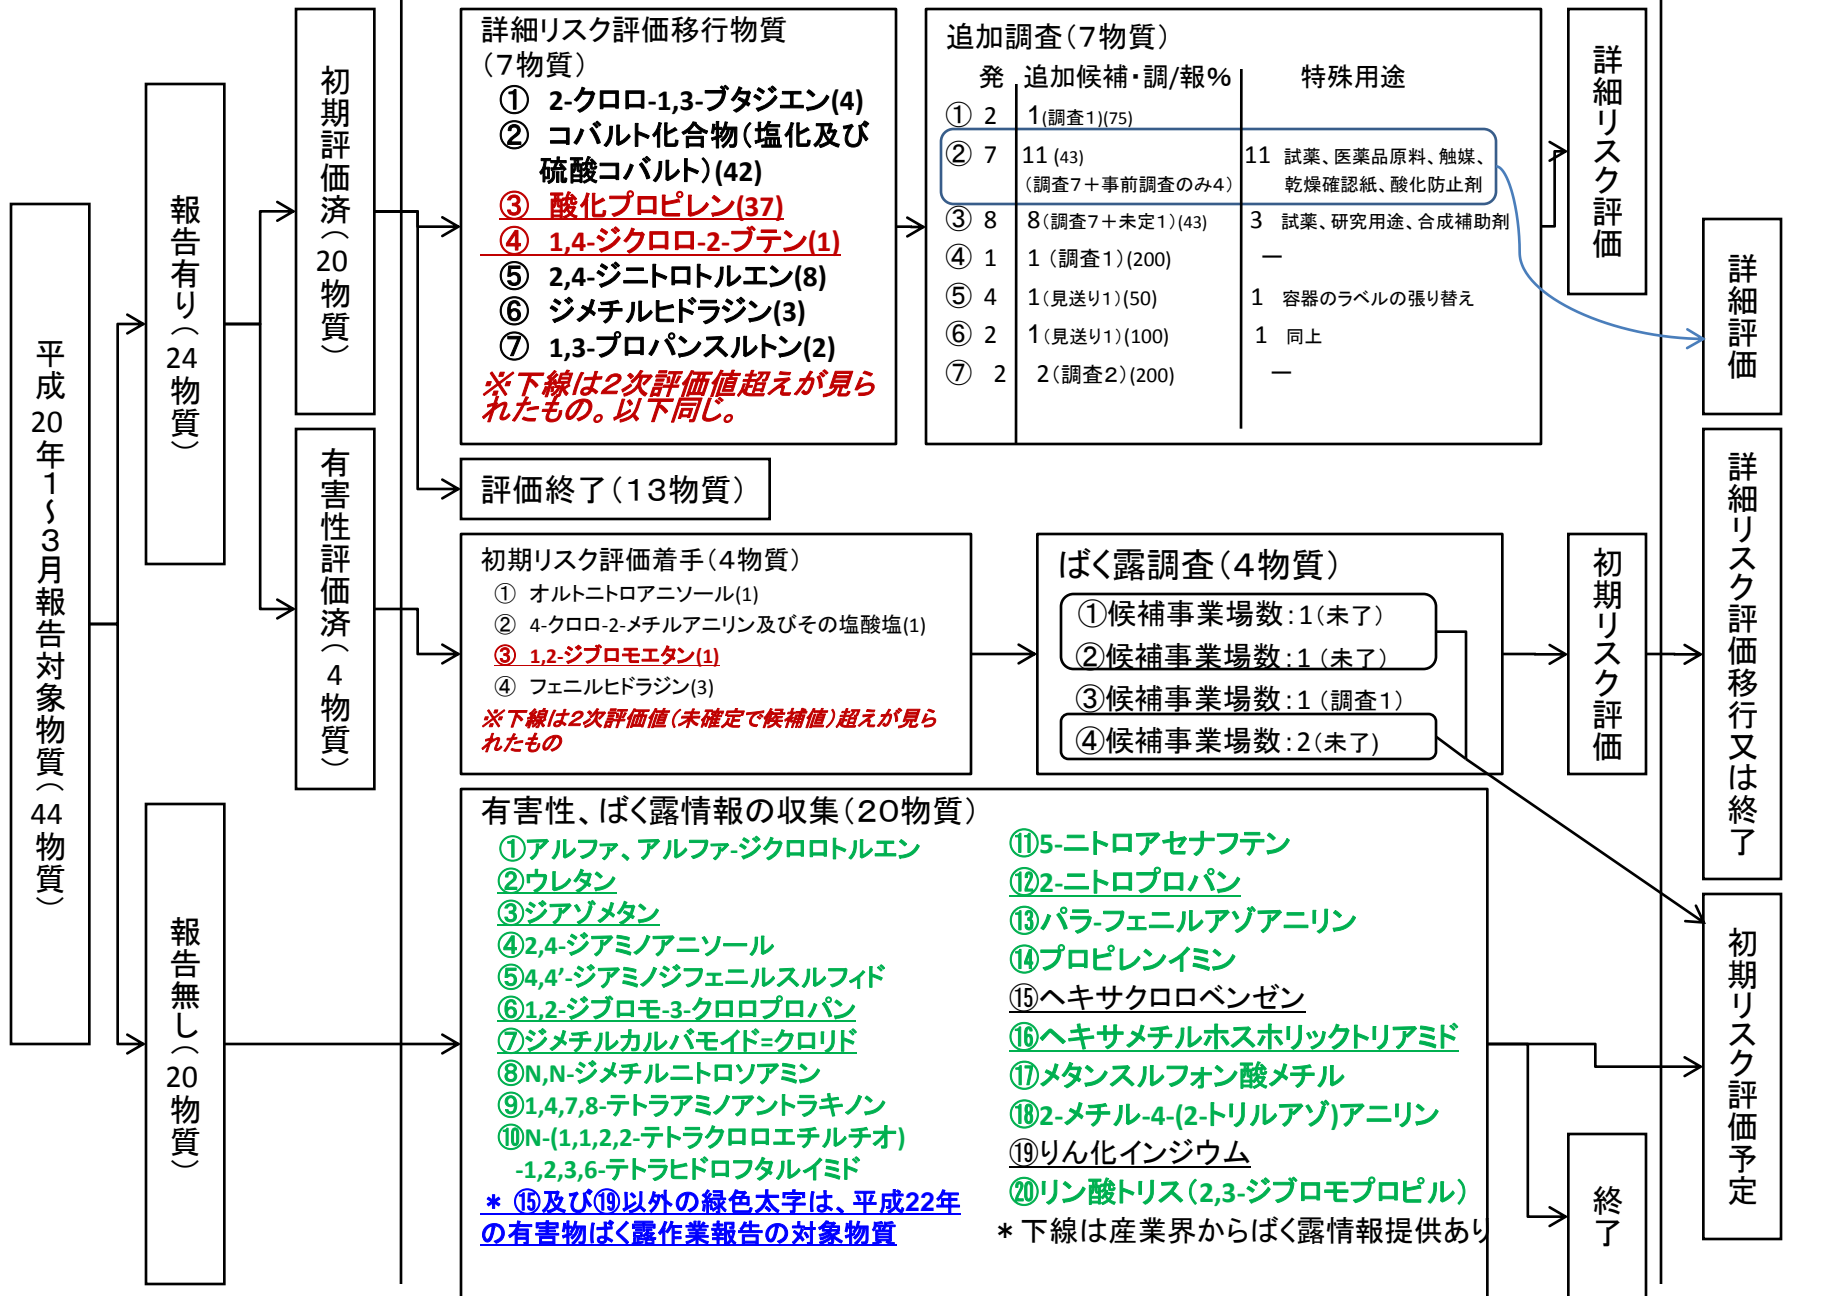 平成20年1～3月報告対象物質（44物質）
報告有り（24物質）
報告無し（20物質）
初期評価済（20物質）
有害性評価済（4物質）
詳細リスク評価移行物質
（7物質）
① 2-クロロ-1,3-ブタジエン(4)
② コバルト化合物（塩化及び
硫酸コバルト）(42)
③ 酸化プロピレン(37)
④ 1,4-ジクロロ-2-ブテン(1)
⑤ 2,4-ジニトロトルエン(8)
⑥ ジメチルヒドラジン(3)
⑦ 1,3-プロパンスルトン(2)
※下線は2次評価値超えが見ら
れたもの。以下同じ。
追加調査（7物質）
発 追加候補・調/報% 特殊用途
① 2 1(調査1)(75)
② 7 11 (43) 11 試薬、医薬品原料、触媒、
（調査7＋事前調査のみ4） 乾燥確認紙、酸化防止剤
③ 8 8（調査7＋未定1）(43) 3 試薬、研究用途、合成補助剤
④ 1 1（調査1）(200) ー
⑤ 4 1（見送り1）(50) 1 容器のラベルの張り替え
⑥ 2 1（見送り1）(100) 1 同上
⑦ 2 2（調査2）(200) ー
詳細リスク評価
詳細評価
評価終了（13物質）
初期リスク評価着手（4物質）
① オルトニトロアニソール(1)
② 4-クロロ-2-メチルアニリン及びその塩酸塩(1)
③ 1,2-ジブロモエタン(1)
④ フェニルヒドラジン(3)
※下線は2次評価値（未確定で候補値）超えが見ら
れたもの
ばく露調査（4物質）
①候補事業場数：1（未了）
②候補事業場数：1（未了）
③候補事業場数：1（調査1）
④候補事業場数：2（未了）
初期リスク評価
詳細リスク評価移行又は終了
有害性、ばく露情報の収集（20物質）
①アルファ、アルファ-ジクロロトルエン
②ウレタン
③ジアゾメタン
④2,4-ジアミノアニソール
⑤4,4’-ジアミノジフェニルスルフィド
⑥1,2-ジブロモ-3-クロロプロパン
⑦ジメチルカルバモイド=クロリド
⑧N,N-ジメチルニトロソアミン
⑨1,4,7,8-テトラアミノアントラキノン
⑩N-(1,1,2,2-テトラクロロエチルチオ)
-1,2,3,6-テトラヒドロフタルイミド
＊ ⑮及び⑲以外の緑色太字は、平成22年
の有害物ばく露作業報告の対象物質
⑪5-ニトロアセナフテン
⑫2-ニトロプロパン
⑬パラ-フェニルアゾアニリン
⑭プロピレンイミン
⑮ヘキサクロロベンゼン
⑯ヘキサメチルホスホリックトリアミド
⑰メタンスルフォン酸メチル
⑱2-メチル-4-(2-トリルアゾ)アニリン
⑲りん化インジウム
⑳リン酸トリス（2,3-ジブロモプロピル）
＊下線は産業界からばく露情報提供あり
初期リスク評価予定
終了